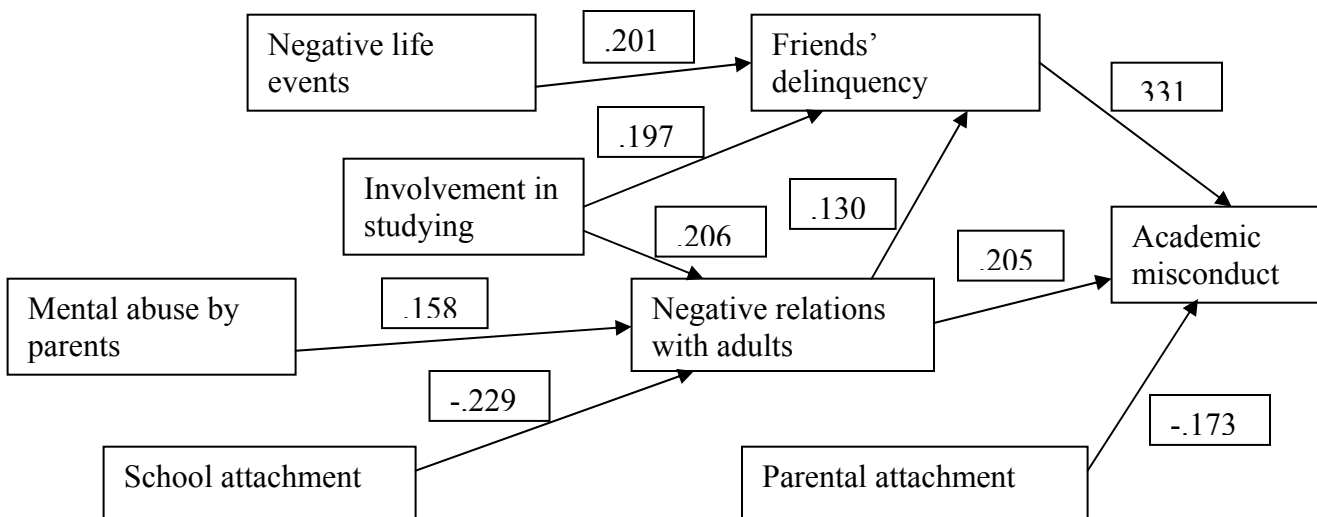 Negative life
events
.201
Friends’
delinquency
.331
.197
Involvement in
studying
.130
.206
.205
Academic
misconduct
Mental abuse by
parents
.158
Negative relations
with adults
-.229
-.173
School attachment
Parental attachment